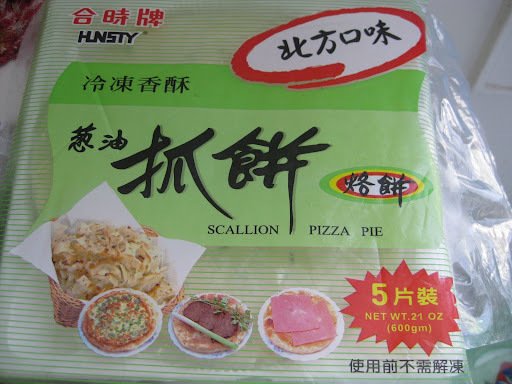 合時牌
HUNSTY
北方口味
冷凍香酥
葱油
抓餅
烙餅
SCALLION PIZZA PIE
5片裝
NET WT.21 OZ
(600gm)
使用前不需解凍